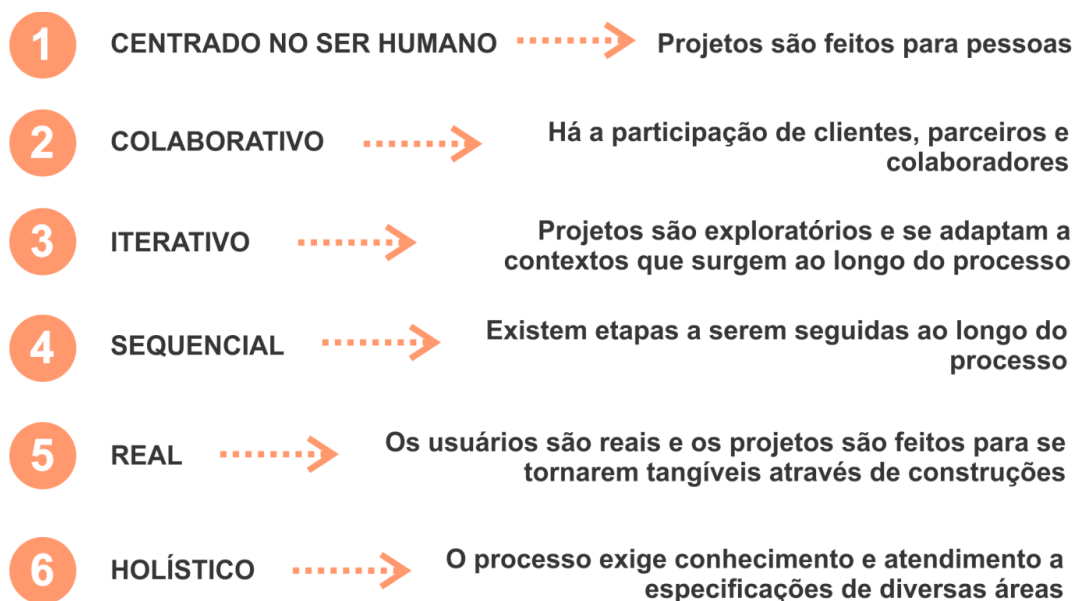 1 CENTRADO NO SER HUMANO Projetos são feitos para pessoas
2 COLABORATIVO Há a participação de clientes, parceiros e
colaboradores
3 ITERATIVO Projetos são exploratórios e se adaptam a
contextos que surgem ao longo do processo
4 SEQUENCIAL Existem etapas a serem seguidas ao longo do
processo
5 REAL Os usuários são reais e os projetos são feitos para se
tornarem tangíveis através de construções
6 HOLÍSTICO O processo exige conhecimento e atendimento a
especificações de diversas áreas